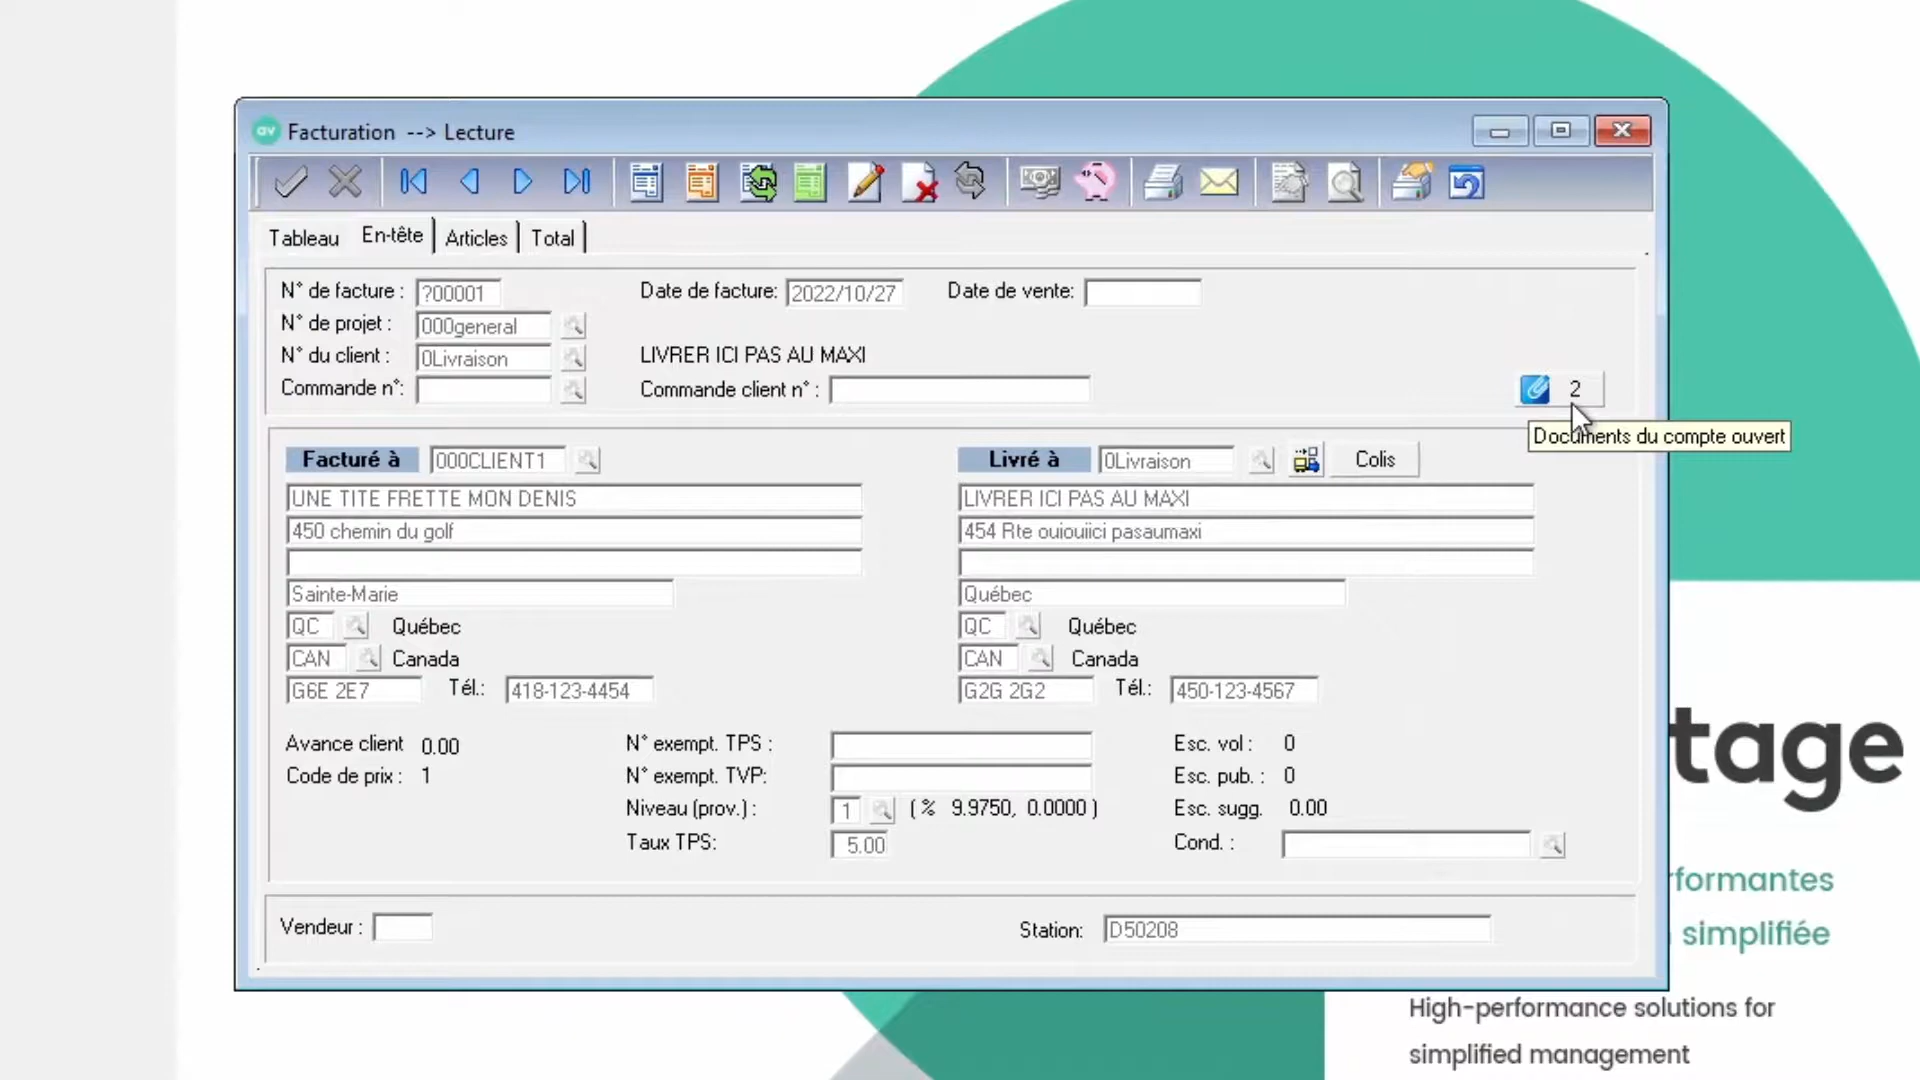 av Facturation --> Lecture
Tableau En-tête Articles Total
N° de facture : ?00001 Date de facture: 2022/10/27 Date de vente:
N° de projet : 000general
N° du client : 0Livraison LIVRER ICI PAS AU MAXI
Commande n°: Commande client n° : 2
Documents du compte ouvert
Facturé à 000CLIENT1 Livré à 0Livraison Colis
UNE TITE FRETTE MON DENIS LIVRER ICI PAS AU MAXI
450 chemin du golf 454 Rte ouiouiici pasaumaxi
Sainte-Marie Québec
QC Québec QC Québec
CAN Canada CAN Canada
G6E 2E7 Tél.: 418-123-4454 G2G 2G2 Tél.: 450-123-4567
Avance client 0.00 N° exempt. TPS : Esc. vol : 0
Code de prix : 1 N° exempt. TVP: Esc. pub. : 0
Niveau (prov.) : 1 ( % 9.9750, 0.0000 ) Esc. sugg. 0.00
Taux TPS: 5.00 Cond. :
Vendeur : Station: D50208
tage
formantes
simplifiée
High-performance solutions for
simplified management